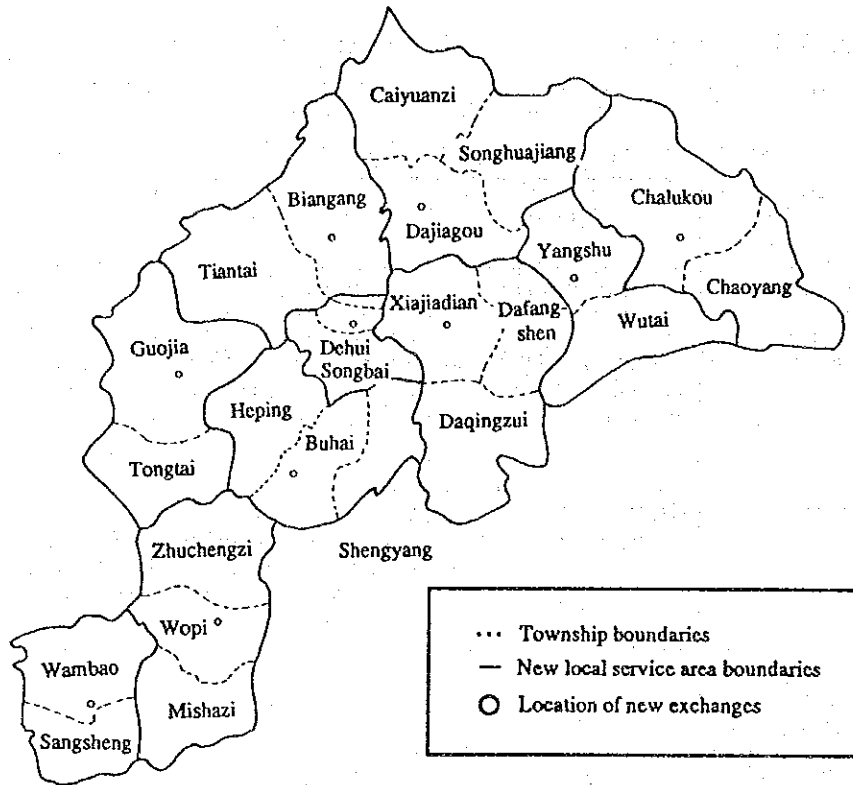 Caiyuanzi
Songhuajiang
Biangang
Chalukou
Dajiagou
Yangshu
Tiantai
Chaoyang
Xiajiadian
Dafang-
shen
Wutai
Guojia
Dehui
Songbai
Heping
Daqingzui
Buhai
Tongtai
Zhuchengzi
Shengyang
Wopi
Wambao
Mishazi
Sangsheng
Township boundaries
New local service area boundaries
Location of new exchanges